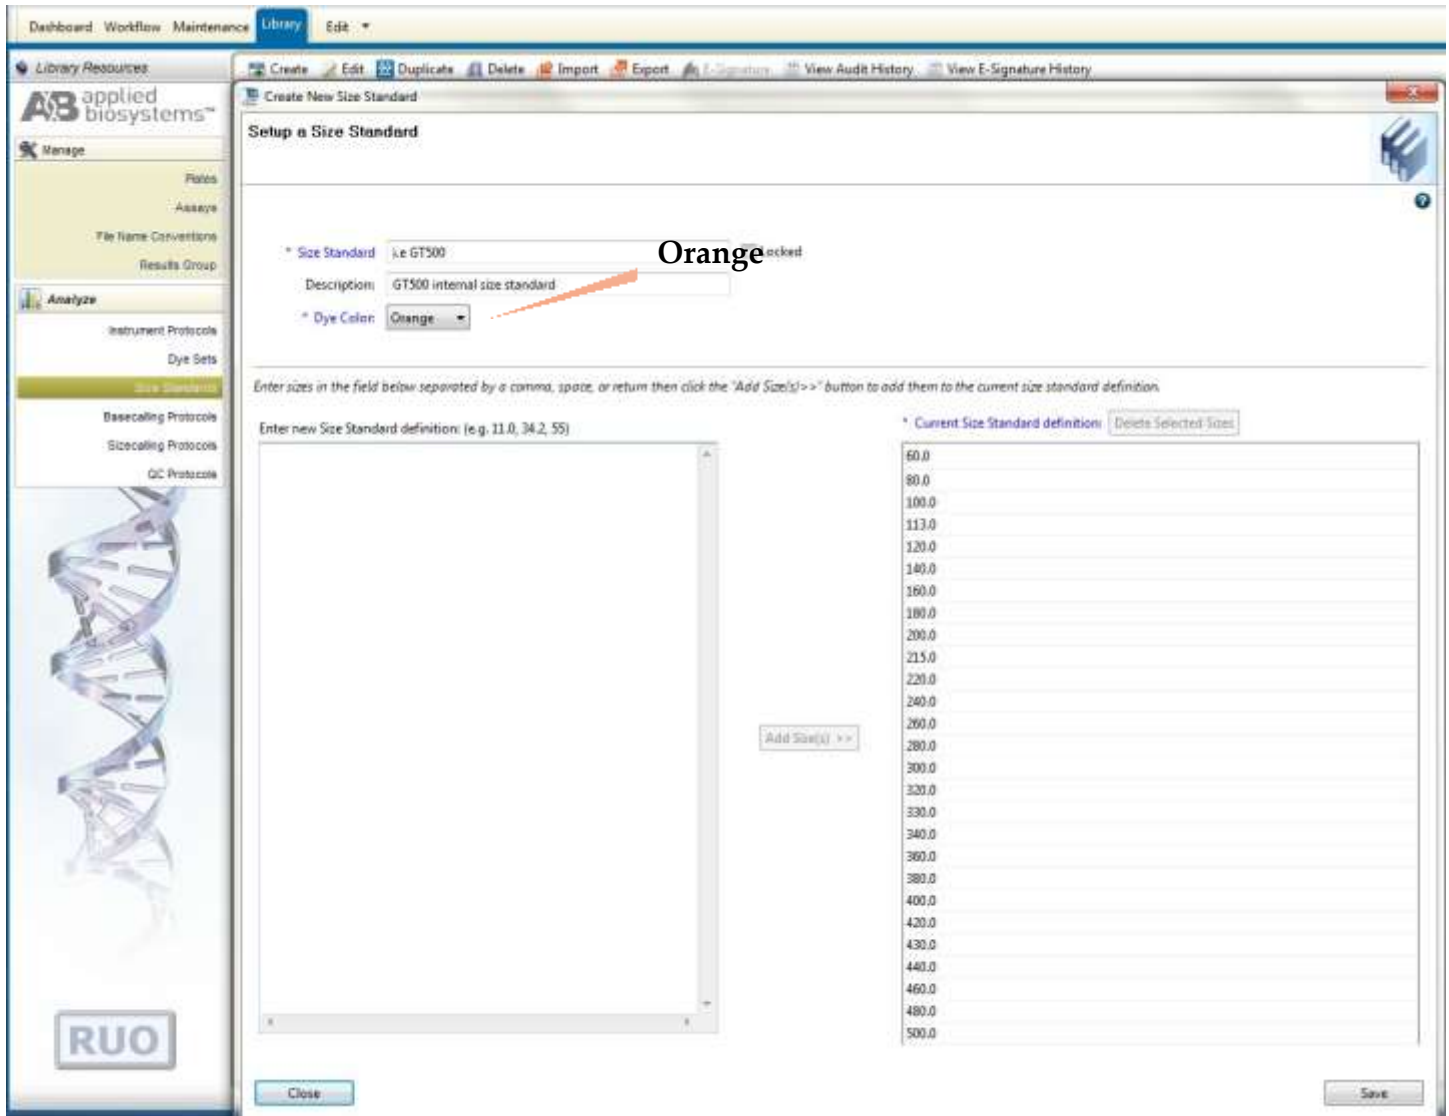 Dashboard Workflow Maintenance Library Edit
Library Resources
Create Edit Duplicate Delete Import Export E-Signature View Audit History View E-Signature History
AB applied biosystems™
Create New Size Standard
Setup a Size Standard
Manage
Plates
Assays
File Name Conventions
Results Group
Analyze
Instrument Protocols
Dye Sets
Size Standards
Basecalling Protocols
Sizecalling Protocols
QC Protocols
* Size Standard i.e GT500 Orange Locked
Description: GT500 internal size standard
* Dye Color: Orange
Enter sizes in the field below separated by a comma, space, or return then click the "Add Size(s)>>" button to add them to the current size standard definition.
Enter new Size Standard definition: (e.g. 11.0, 34.2, 55)
* Current Size Standard definition: Delete Selected Sizes
60.0
80.0
100.0
113.0
120.0
140.0
160.0
180.0
200.0
215.0
220.0
240.0
260.0
280.0
300.0
320.0
330.0
340.0
360.0
380.0
400.0
420.0
430.0
440.0
460.0
480.0
500.0
Add Size(s) >>
RUO
Close
Save